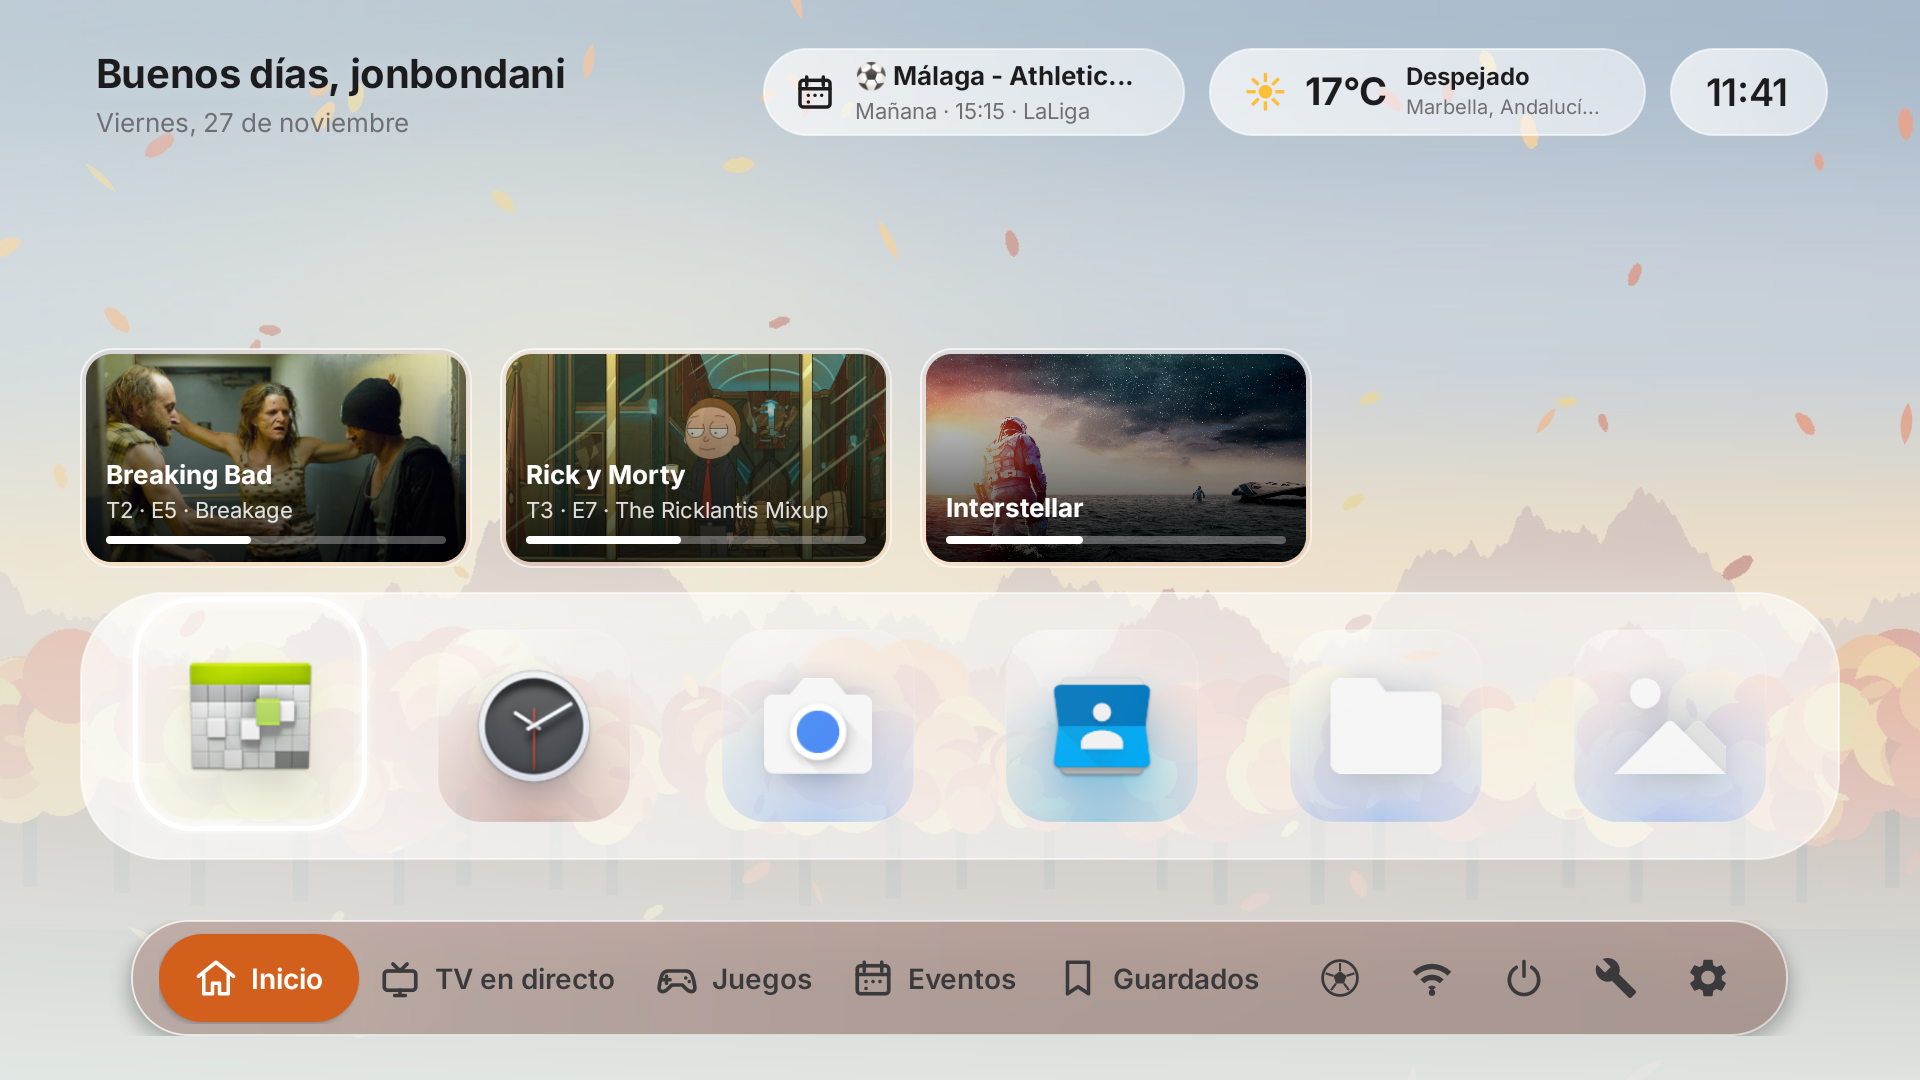 Buenos días, jonbondani
Viernes, 27 de noviembre
⚽ Málaga - Athletic...
Mañana · 15:15 · LaLiga
17°C
Despejado
Marbella, Andalucí...
11:41
Breaking Bad
T2 · E5 · Breakage
Rick y Morty
T3 · E7 · The Ricklantis Mixup
Interstellar
Inicio
TV en directo
Juegos
Eventos
Guardados